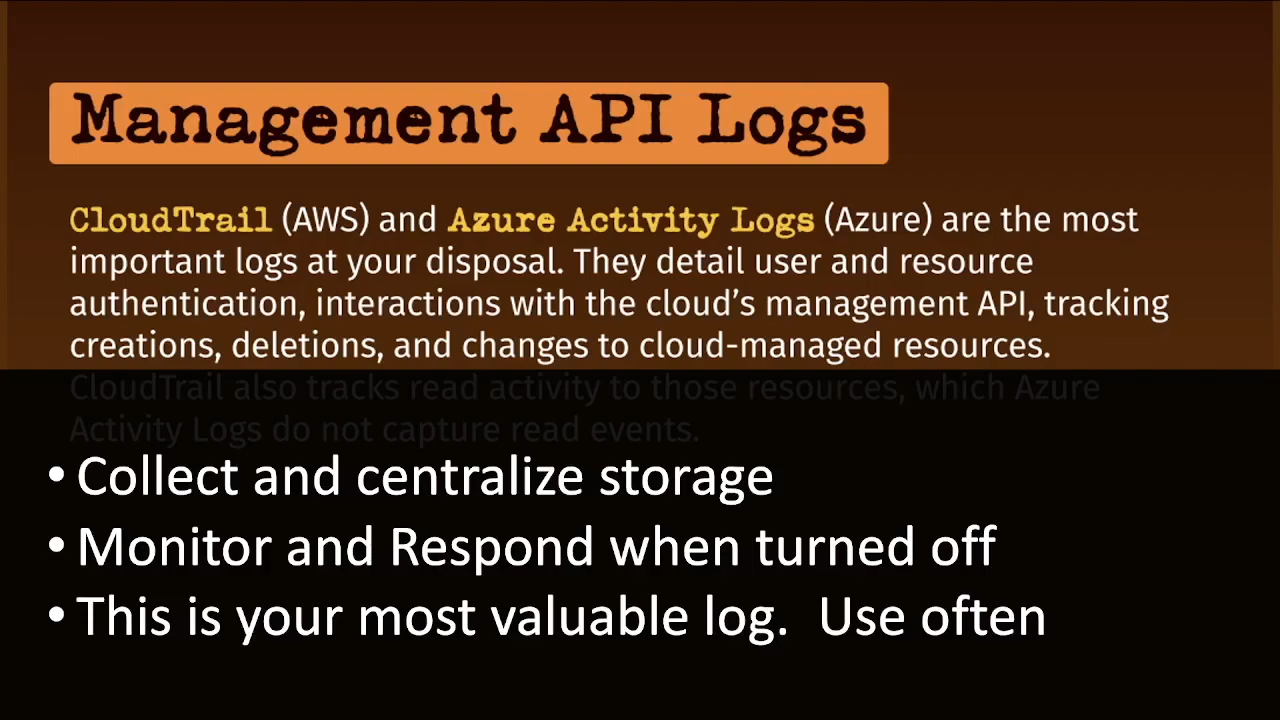 Management API Logs
CloudTrail (AWS) and Azure Activity Logs (Azure) are the most
important logs at your disposal. They detail user and resource
authentication, interactions with the cloud’s management API, tracking
creations, deletions, and changes to cloud-managed resources.
CloudTrail also tracks read activity to those resources, which Azure
Activity Logs do not capture read events.
• Collect and centralize storage
• Monitor and Respond when turned off
• This is your most valuable log.  Use often